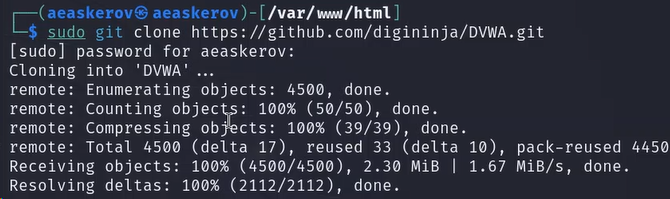 ┌──(aeaskerov㉿aeaskerov)-[/var/www/html]
└─$ sudo git clone https://github.com/digininja/DVWA.git
[sudo] password for aeaskerov:
Cloning into 'DVWA'...
remote: Enumerating objects: 4500, done.
remote: Counting objects: 100% (50/50), done.
remote: Compressing objects: 100% (39/39), done.
remote: Total 4500 (delta 17), reused 33 (delta 10), pack-reused 4450
Receiving objects: 100% (4500/4500), 2.30 MiB | 1.67 MiB/s, done.
Resolving deltas: 100% (2112/2112), done.